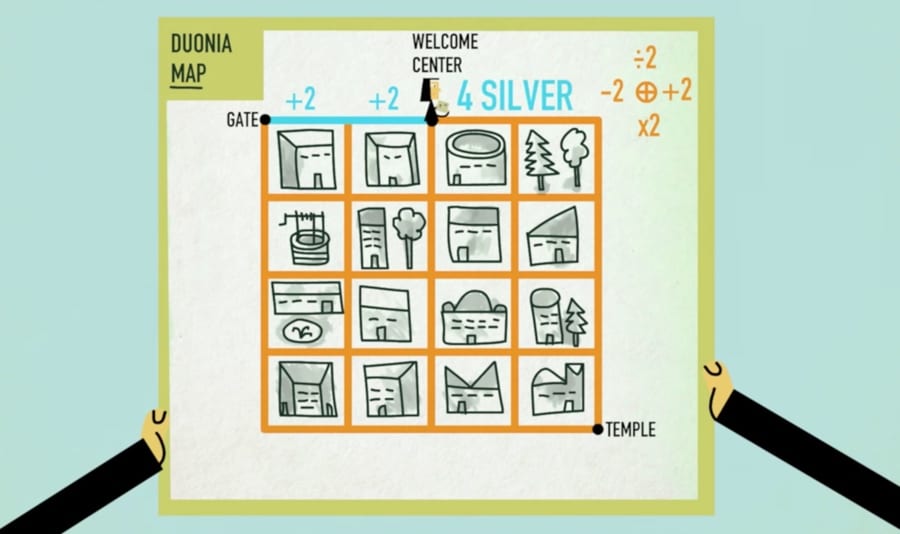 DUONIA
MAP
WELCOME
CENTER
÷2
-2 +2
x2
+2
+2
4 SILVER
GATE
TEMPLE